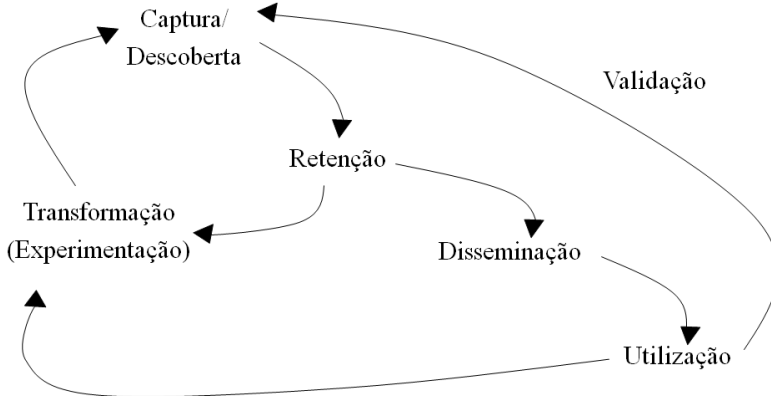 Captura/
Descoberta
Validação
Retenção
Transformação
(Experimentação)
Disseminação
Utilização